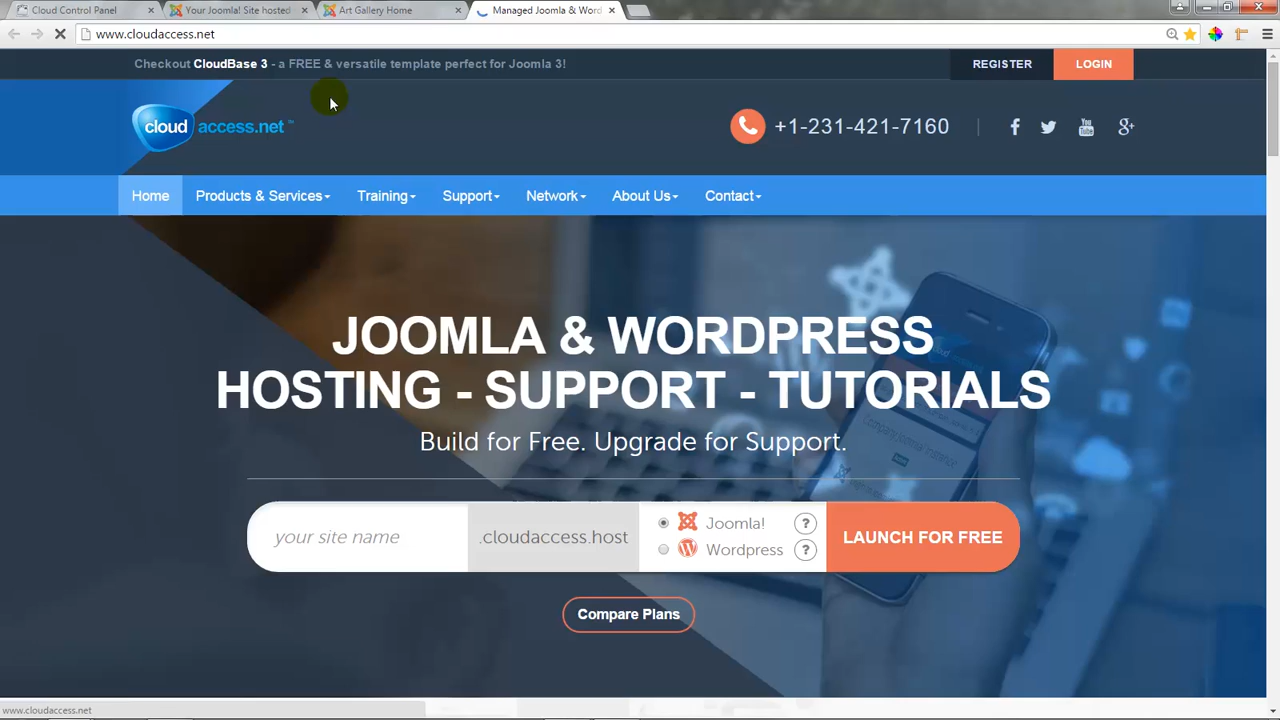 Cloud Control Panel
Your Joomla! Site hosted
Art Gallery Home
Managed Joomla & Word
www.cloudaccess.net
Checkout CloudBase 3 - a FREE & versatile template perfect for Joomla 3!
REGISTER
LOGIN
cloudaccess.net™
+1-231-421-7160
Home
Products & Services
Training
Support
Network
About Us
Contact
JOOMLA & WORDPRESS
HOSTING - SUPPORT - TUTORIALS
Build for Free. Upgrade for Support.
your site name
.cloudaccess.host
Joomla!
?
Wordpress
?
LAUNCH FOR FREE
Compare Plans
www.cloudaccess.net